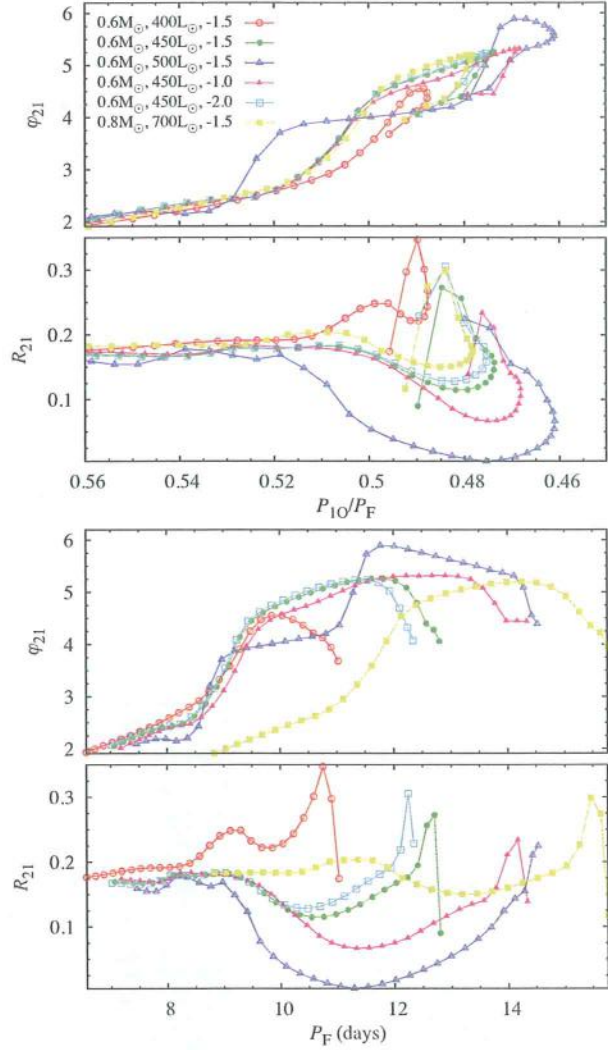 6
0.6M⊙, 400L⊙, -1.5
0.6M⊙, 450L⊙, -1.5
0.6M⊙, 500L⊙, -1.5
0.6M⊙, 450L⊙, -1.0
0.6M⊙, 450L⊙, -2.0
0.8M⊙, 700L⊙, -1.5
5
4
3
2
φ21
0.3
0.2
0.1
R21
0.56 0.54 0.52 0.5 0.48 0.46
P1O/PF
6
5
4
3
2
φ21
0.3
0.2
0.1
R21
8 10 12 14
PF (days)